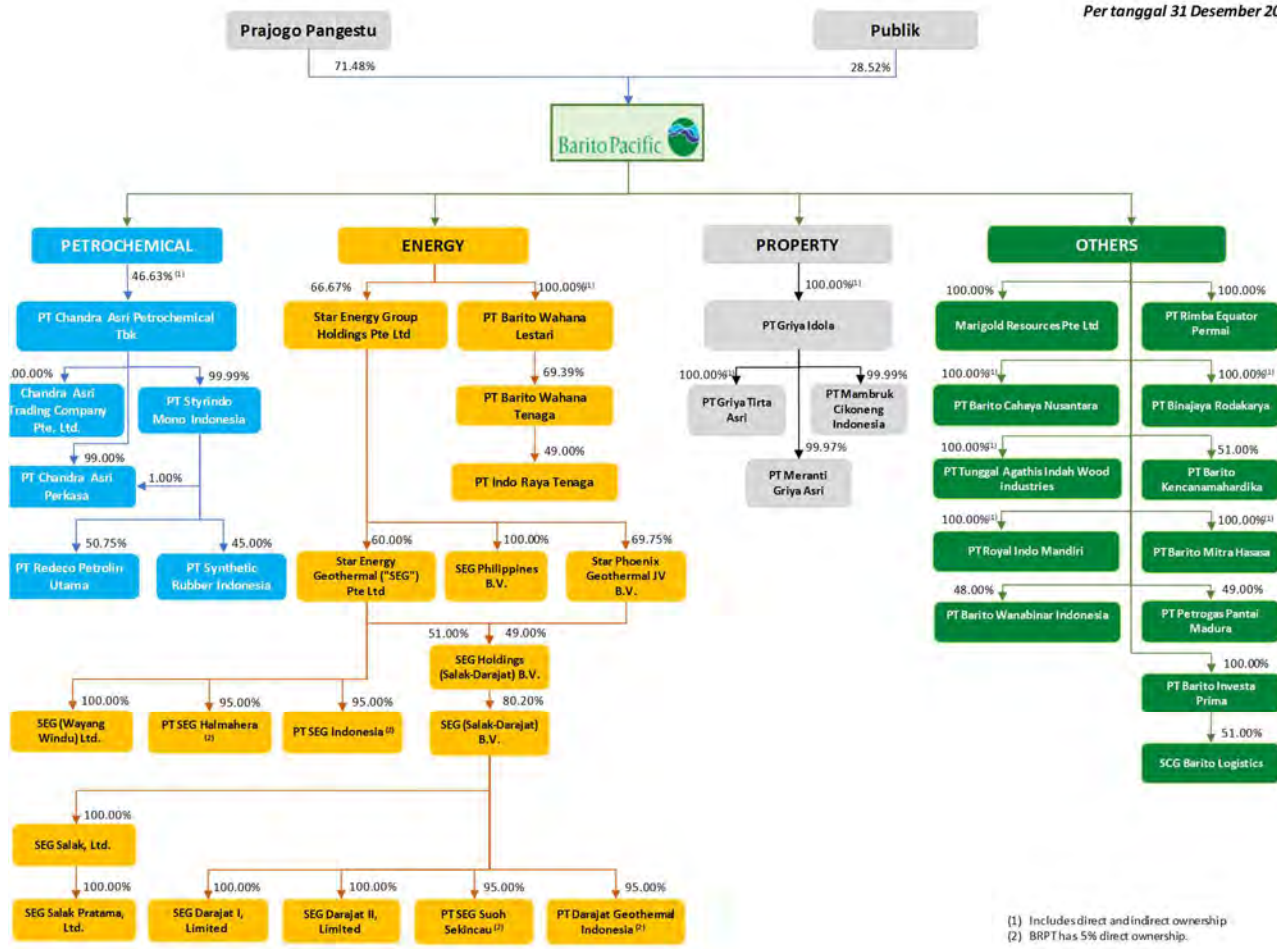 Per tanggal 31 Desember 20
Prajogo Pangestu
Publik
71.48%
28.52%
Barito Pacific
PETROCHEMICAL
ENERGY
PROPERTY
OTHERS
46.63% (1)
PT Chandra Asri Petrochemical
Tbk
00.00%
99.99%
Chandra Asri
Trading Company
Pte, Ltd.
PT Styrindo
Mono Indonesia
99.00%
1.00%
PT Chandra Asri
Perkasa
50.75%
45.00%
PT Redeco Petrolin
Utama
PT Synthetic
Rubber Indonesia
66.67%
100.00%(1)
Star Energy Group
Holdings Pte Ltd
PT Barito Wahana
Lestari
69.39%
PT Barito Wahana
Tenaga
49.00%
PT Indo Raya Tenaga
60.00%
100.00%
69.75%
Star Energy
Geothermal ("SEG")
Pte Ltd
SEG Philippines
B.V.
Star Phoenix
Geothermal JV
B.V.
51.00%
49.00%
SEG Holdings
(Salak-Darajat) B.V.
100.00%
95.00%
95.00%
80.20%
SEG (Wayang
Windu) Ltd.
PT SEG Halmahera
(2)
PT SEG Indonesia (2)
SEG (Salak-Darajat)
B.V.
100.00%
SEG Salak, Ltd.
100.00%
100.00%
100.00%
95.00%
95.00%
SEG Salak Pratama,
Ltd.
SEG Darajat I,
Limited
SEG Darajat II,
Limited
PT SEG Suoh
Sekincau (2)
PT Darajat Geothermal
Indonesia (2)
100.00%(1)
PT Griya Idola
100.00%(1)
99.99%
PT Griya Tirta
Asri
PT Mambruk
Cikoneng
Indonesia
99.97%
PT Meranti
Griya Asri
100.00%
100.00%
Marigold Resources Pte Ltd
PT Rimba Equator
Permai
100.00%(1)
100.00%(1)
PT Barito Cahaya Nusantara
PT Binajaya Rodakarya
100.00%(1)
51.00%
PT Tunggal Agathis Indah Wood
industries
PT Barito
Kencanamahardika
100.00%(1)
100.00%(1)
PT Royal Indo Mandiri
PT Barito Mitra Hasasa
48.00%
49.00%
PT Barito Wanabinar Indonesia
PT Petrogas Pantai
Madura
100.00%
PT Barito Investa
Prima
51.00%
SCG Barito Logistics
(1) Includes direct and indirect ownership
(2) BRPT has 5% direct ownership.